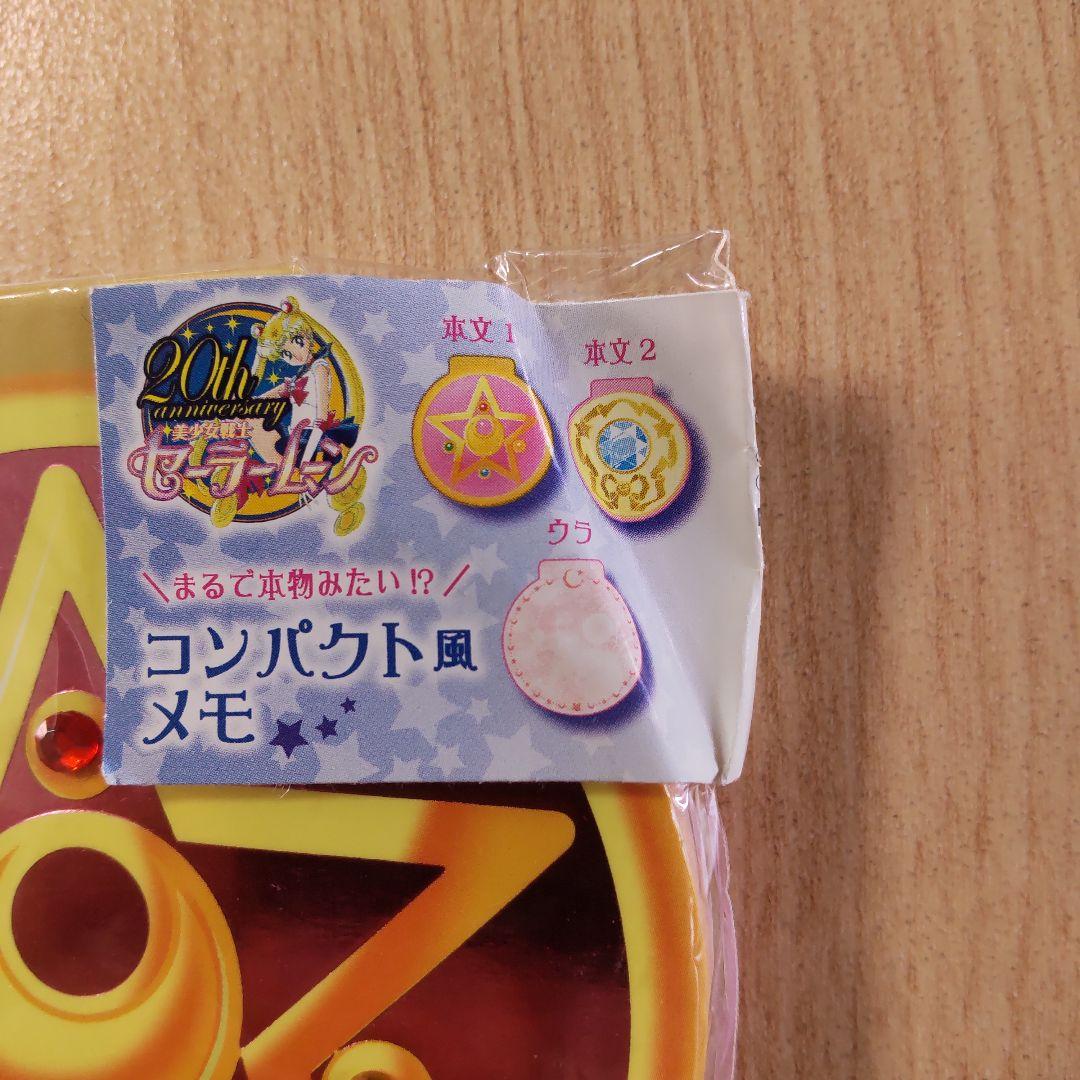 20th
anniversary
美少女戦士
セーラームーン
本文1
本文2
ウラ
\まるで本物みたい!?/
コンパクト風
メモ